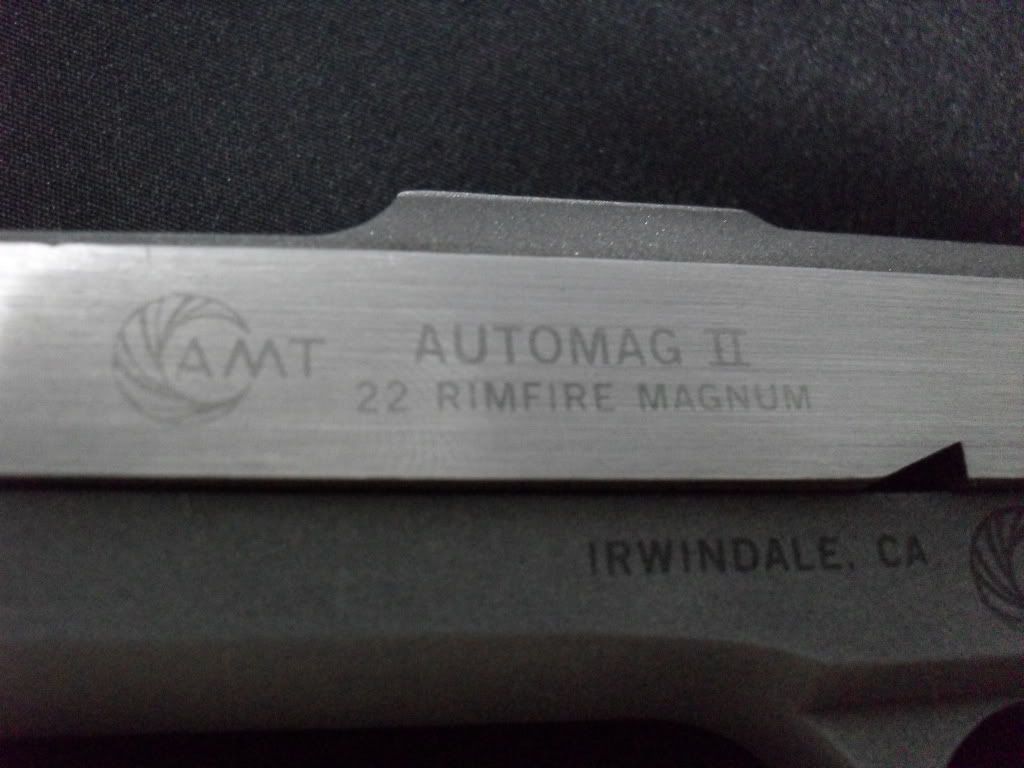 AMT
AUTOMAG II
22 RIMFIRE MAGNUM
IRWINDALE, CA